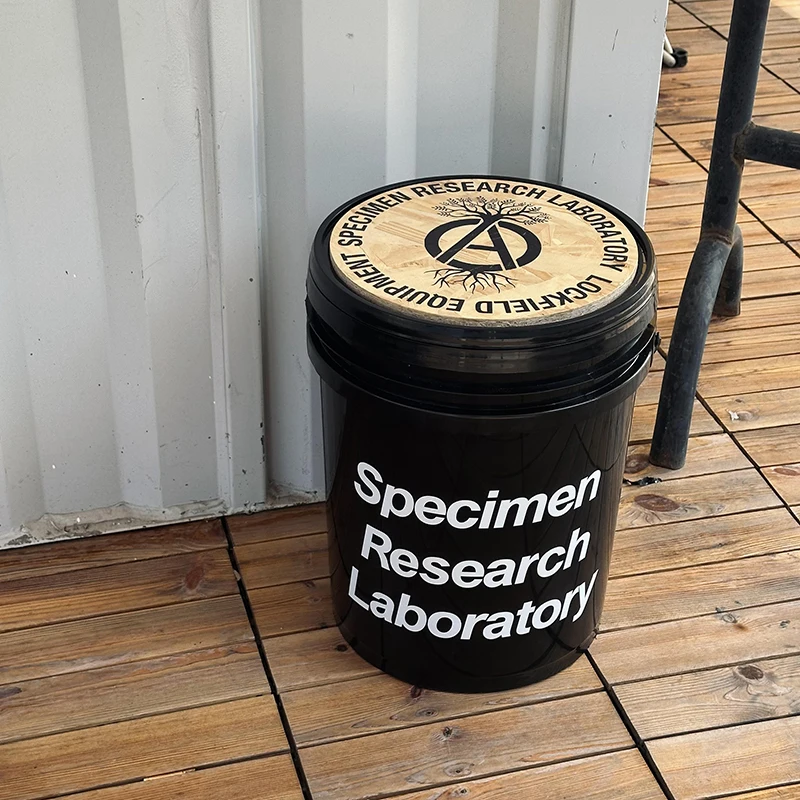 SPECIMEN RESEARCH LABORATORY LOCKFIELD EQUIPMENT
Specimen
Research
Laboratory